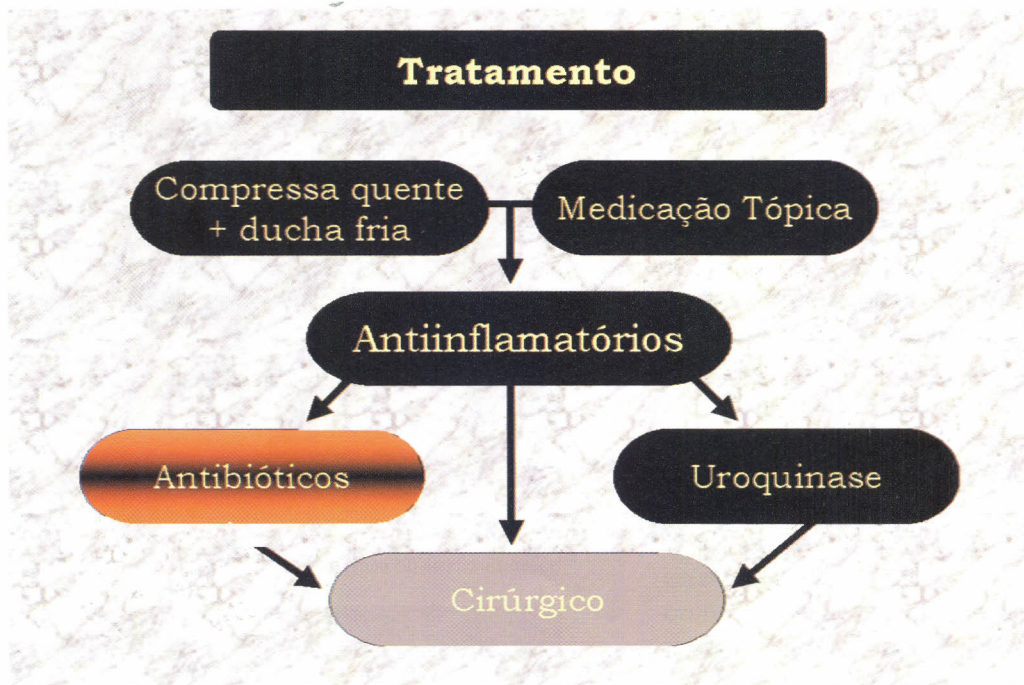 Tratamento
Compressa quente
+ ducha fria
Medicação Tópica
Antiinflamatórios
Antibióticos
Uroquinase
Cirúrgico